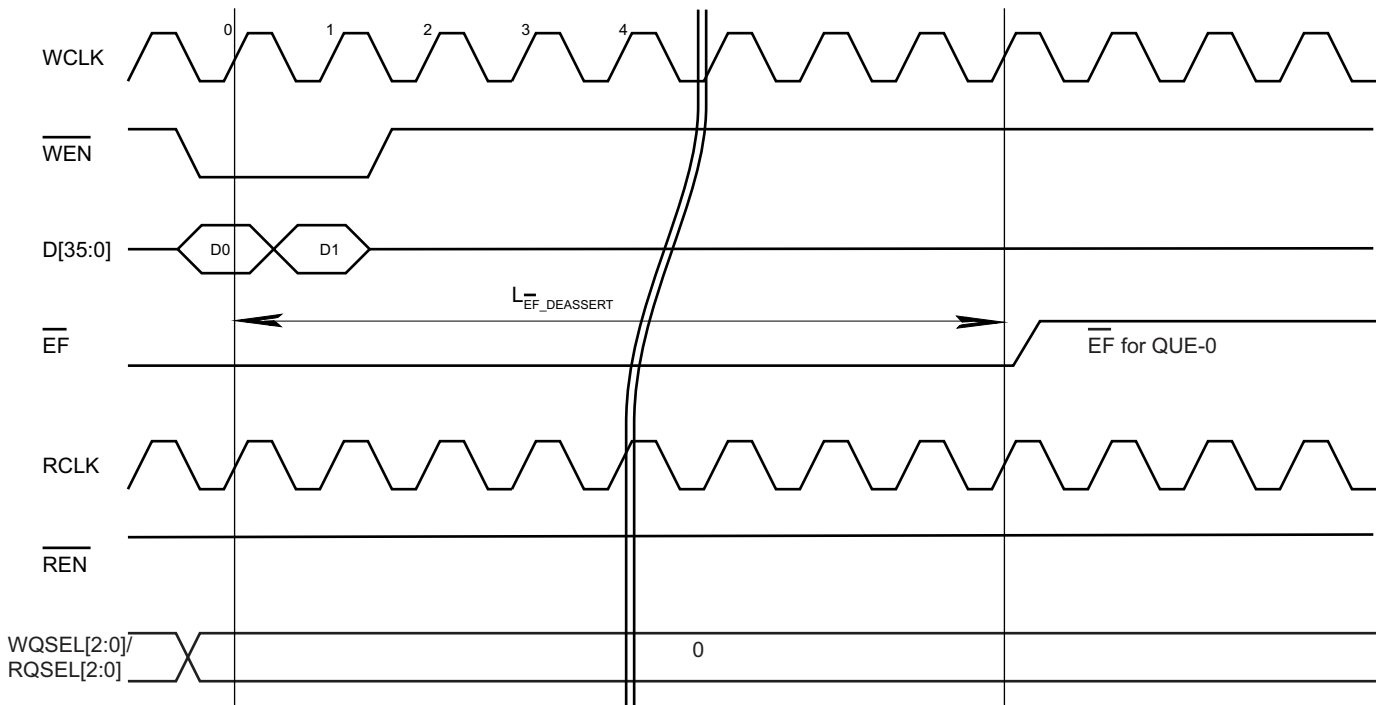 0 1 2 3 4
WCLK
WEN
D[35:0] D0 D1
LEF_DEASSERT
EF
EF for QUE-0
RCLK
REN
WQSEL[2:0]/
RQSEL[2:0]
0